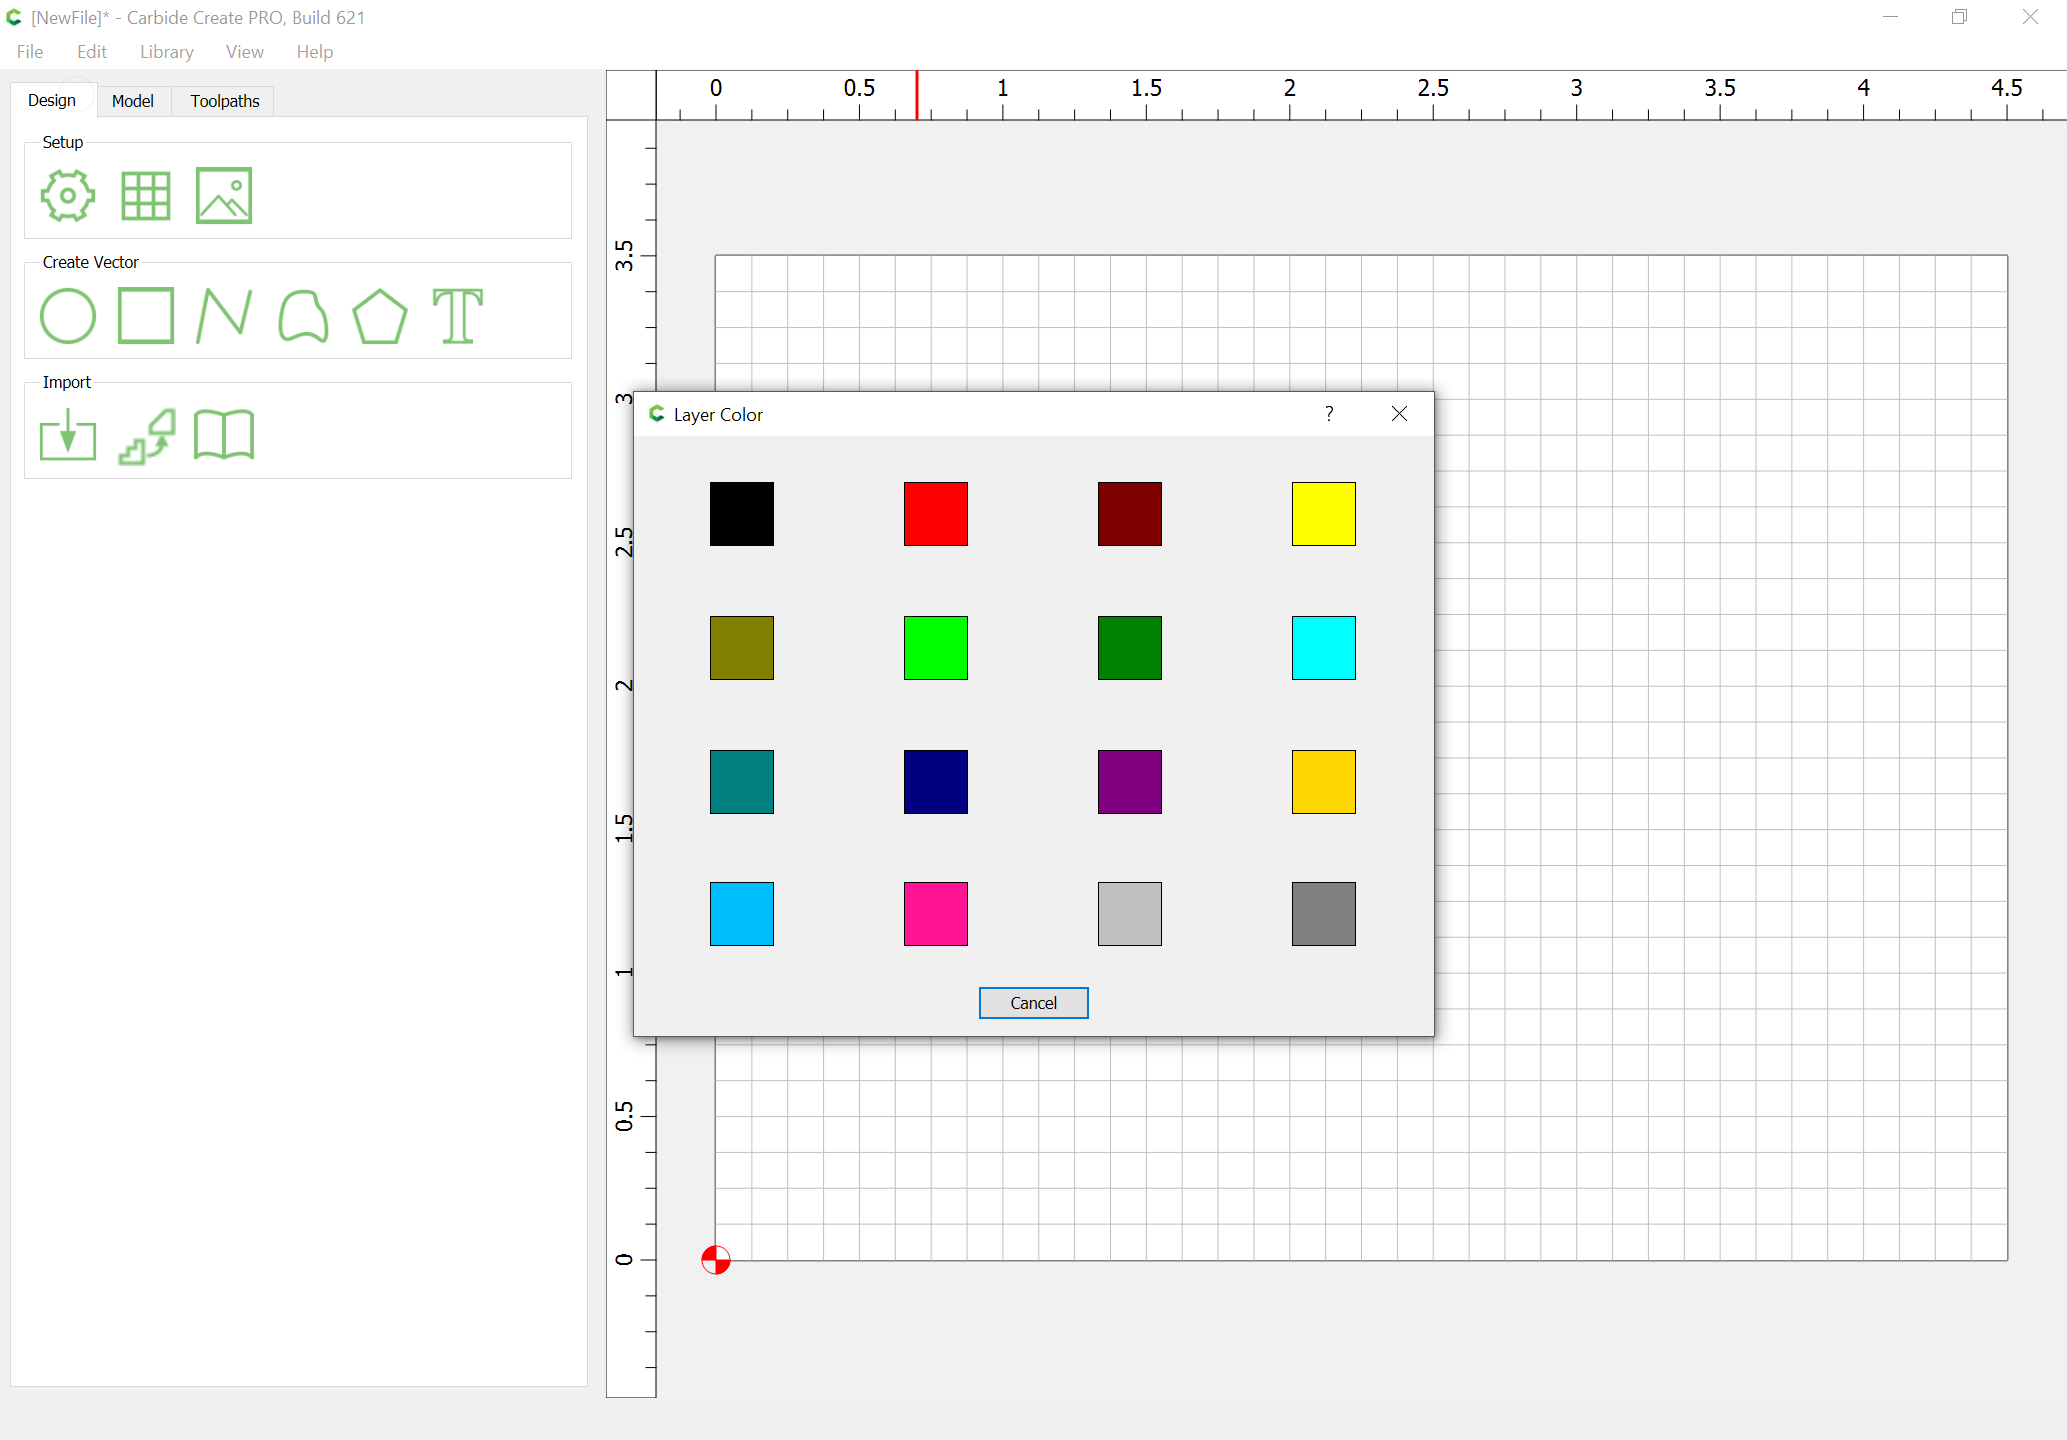 [NewFile]* - Carbide Create PRO, Build 621
File Edit Library View Help
Design Model Toolpaths
Setup
Create Vector
T
Import
0 0.5 1 1.5 2 2.5 3 3.5 4 4.5
3.5
3
2.5
2
1.5
1
0.5
0
Layer Color ?
Cancel